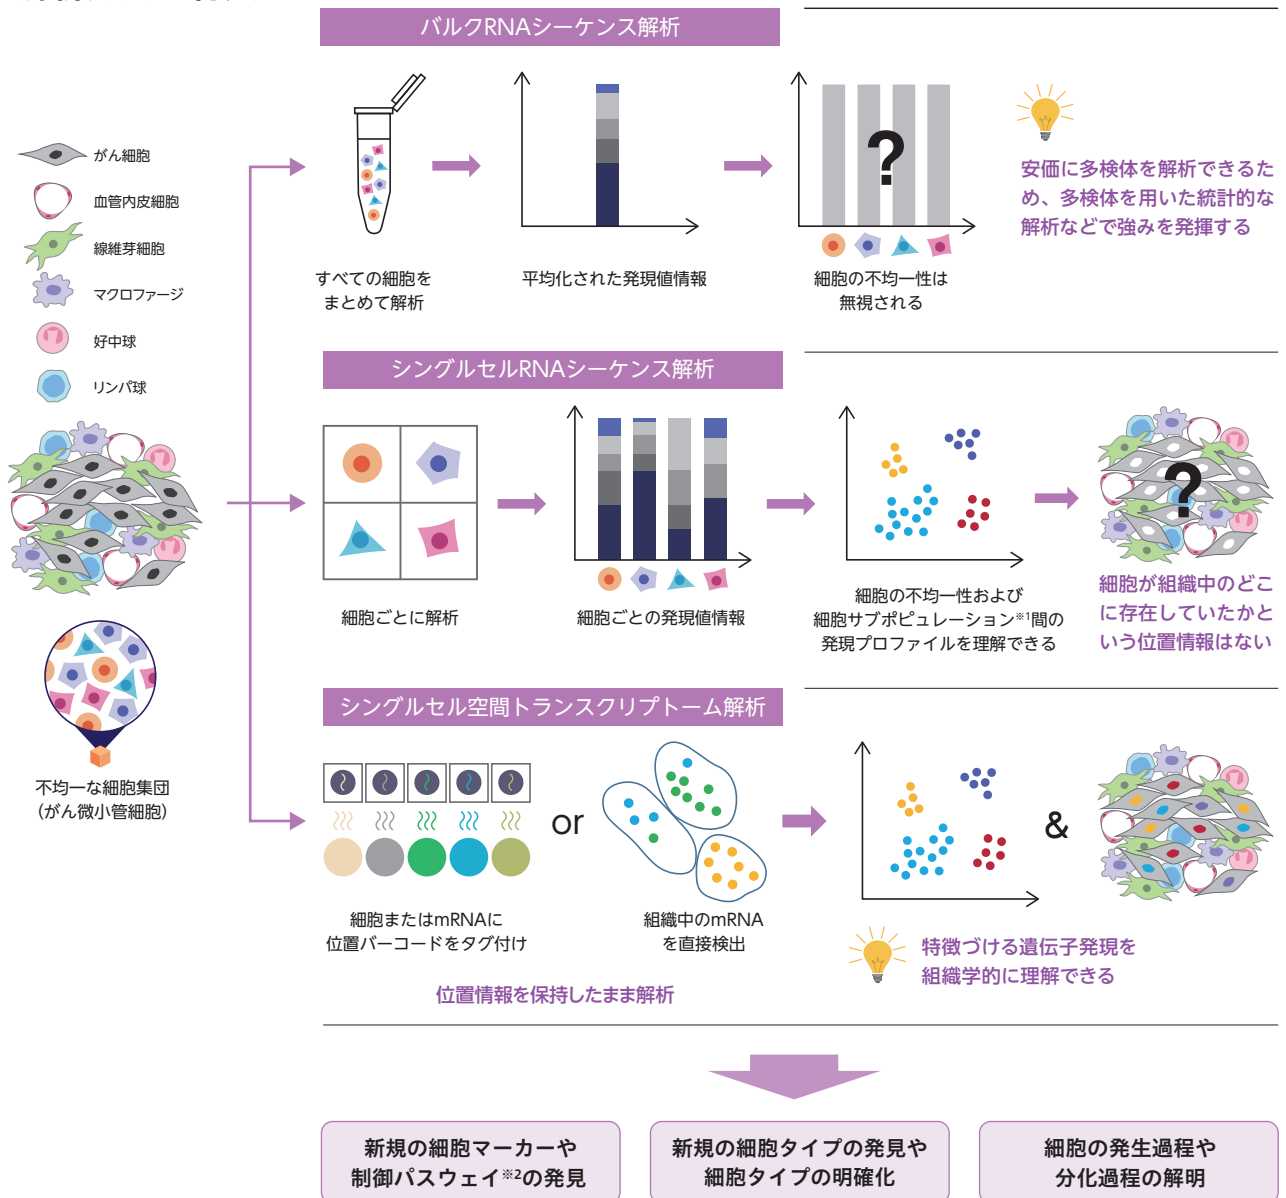 バルクRNAシーケンス解析
がん細胞
血管内皮細胞
線維芽細胞
マクロファージ
好中球
リンパ球
不均一な細胞集団
(がん微小管細胞)
すべての細胞を
まとめて解析
平均化された発現値情報
?
細胞の不均一性は
無視される
安価に多検体を解析できるた
め、多検体を用いた統計的な
解析などで強みを発揮する
シングルセルRNAシーケンス解析
細胞ごとに解析
細胞ごとの発現値情報
細胞の不均一性および
細胞サブポピュレーション※1間の
発現プロファイルを理解できる
?
細胞が組織中のどこ
に存在していたかと
いう位置情報はない
シングルセル空間トランスクリプトーム解析
or
&
細胞またはmRNAに
位置バーコードをタグ付け
組織中のmRNA
を直接検出
位置情報を保持したまま解析
特徴づける遺伝子発現を
組織学的に理解できる
新規の細胞マーカーや
制御パスウェイ※2の発見
新規の細胞タイプの発見や
細胞タイプの明確化
細胞の発生過程や
分化過程の解明